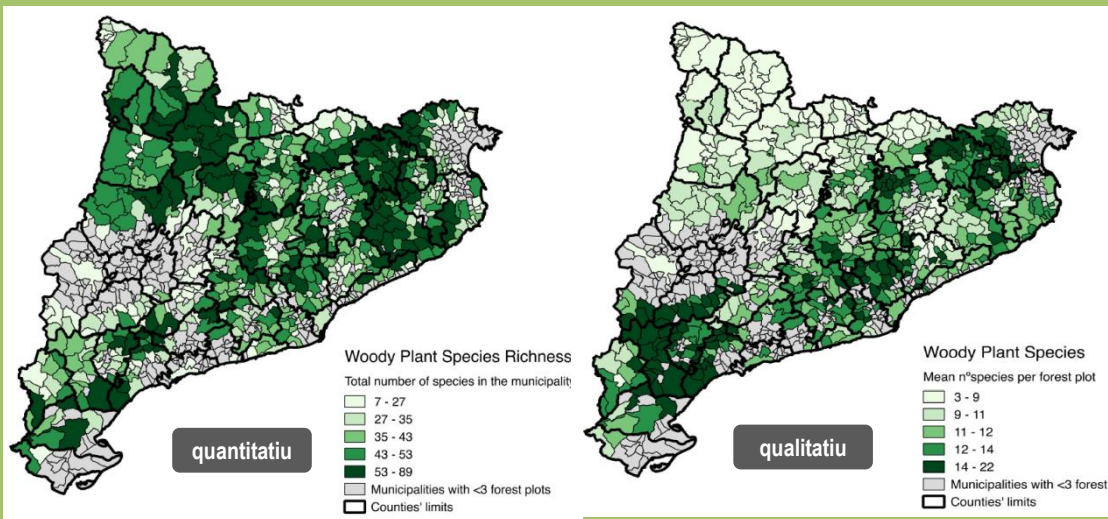 Woody Plant Species Richness
Total number of species in the municipality
7 - 27
27 - 35
35 - 43
43 - 53
53 - 89
Municipalities with <3 forest plots
Counties' limits
quantitatiu
Woody Plant Species
Mean nºspecies per forest plot
3 - 9
9 - 11
11 - 12
12 - 14
14 - 22
Municipalities with <3 forest
Counties' limits
qualitatiu